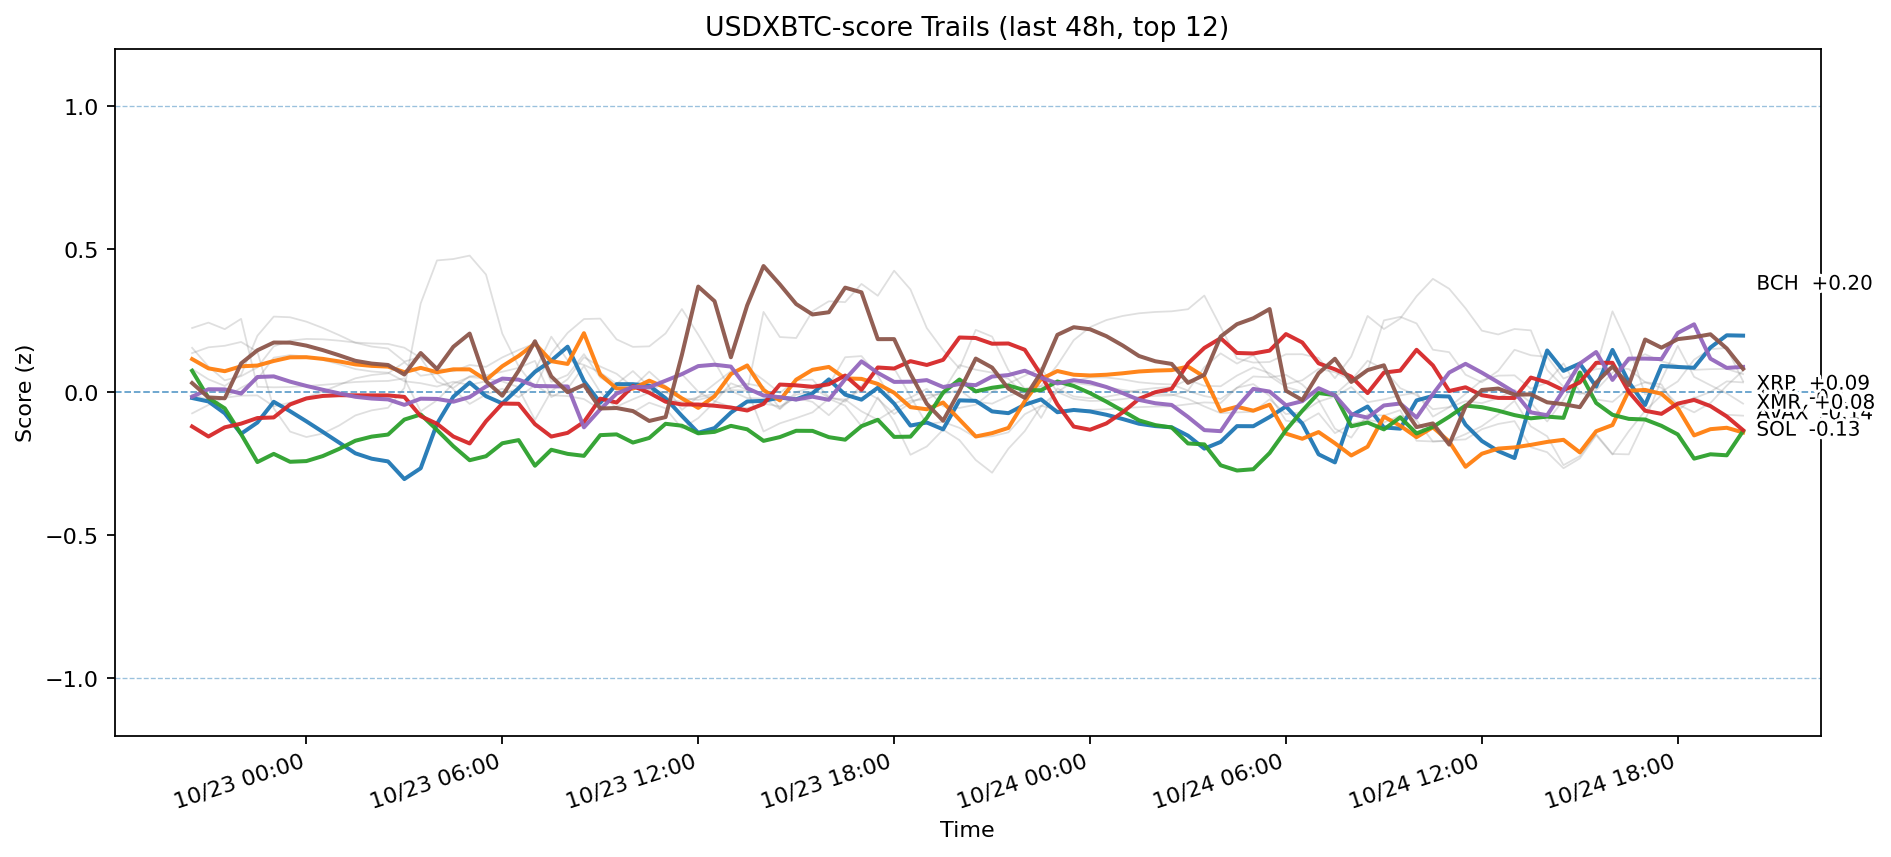 USDXBTC-score Trails (last 48h, top 12)
Score (z)
1.0
0.5
0.0
−0.5
−1.0
BCH +0.20
XRP +0.09
XMR +0.08
AVAX -0.14
SOL -0.13
10/23 00:00
10/23 06:00
10/23 12:00
10/23 18:00
10/24 00:00
10/24 06:00
10/24 12:00
10/24 18:00
Time